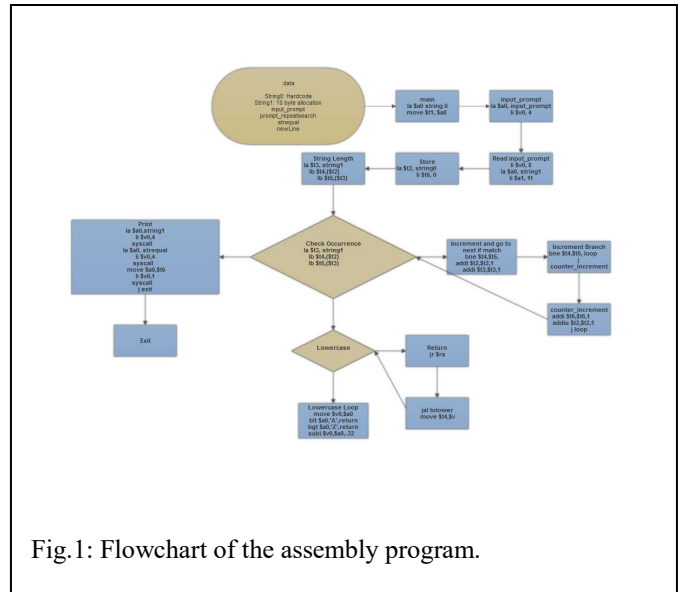 data
String0: Hardcode
String1: 10 byte allocation
input_prompt
prompt_repeatsearch
strequal
newLine
main
la $a0 string 0
move $t1, $a0
input_prompt
la $a0, input_prompt
li $v0, 4
Read input_prompt
li $v0, 8
la $a0, string1
li $a1, 11
Store
la $t2, string0
li $t6, 0
String Length
la $t3, string1
lb $t4,($t2)
lb $t5,($t3)
Check Occurrence
la $t3, string1
lb $t4,($t2)
lb $t5,($t3)
Print
la $a0,string1
li $v0,4
syscall
la $a0, strequal
li $v0,4
syscall
move $a0,$t6
li $v0,1
syscall
j exit
Exit
Increment and go to
next if match
bne $t4,$t5,
addi $t2,$t2,1
addi $t3,$t3,1
Increment Branch
bne $t4,$t5, loop
j
counter_increment
counter_increment
addi $t6,$t6,1
addiu $t2,$t2,1
j loop
Lowercase
Return
jr $ra
jal tolower
move $t4,$v
Lowercase Loop
move $v0,$a0
blt $a0,'A',return
bgt $a0,'Z',return
subi $v0,$a0,-32
Fig.1: Flowchart of the assembly program.